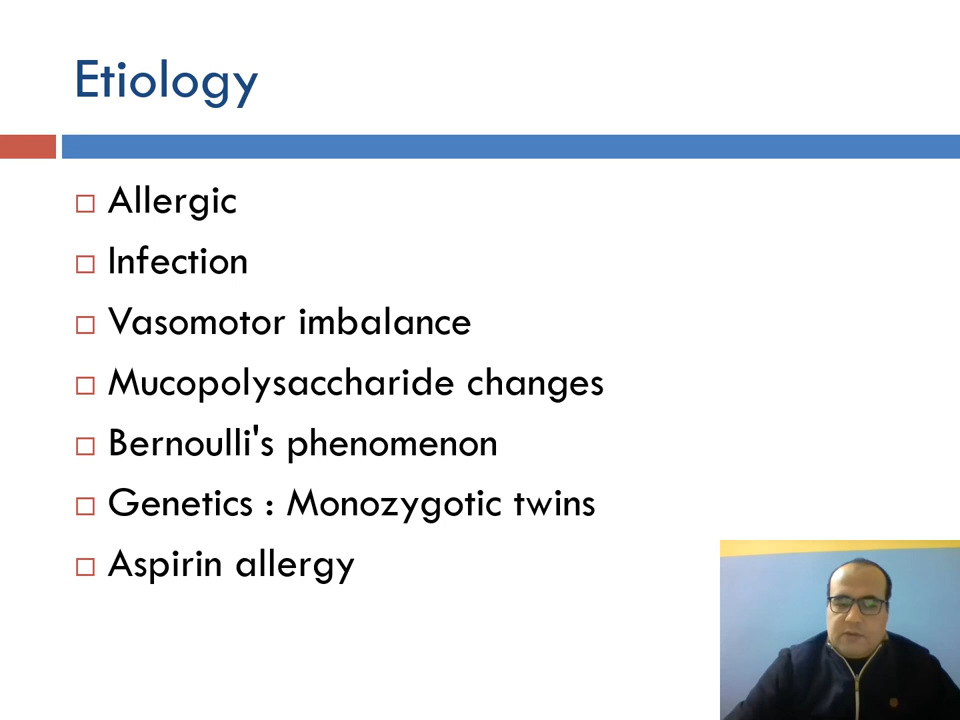 Etiology
Allergic
Infection
Vasomotor imbalance
Mucopolysaccharide changes
Bernoulli's phenomenon
Genetics : Monozygotic twins
Aspirin allergy